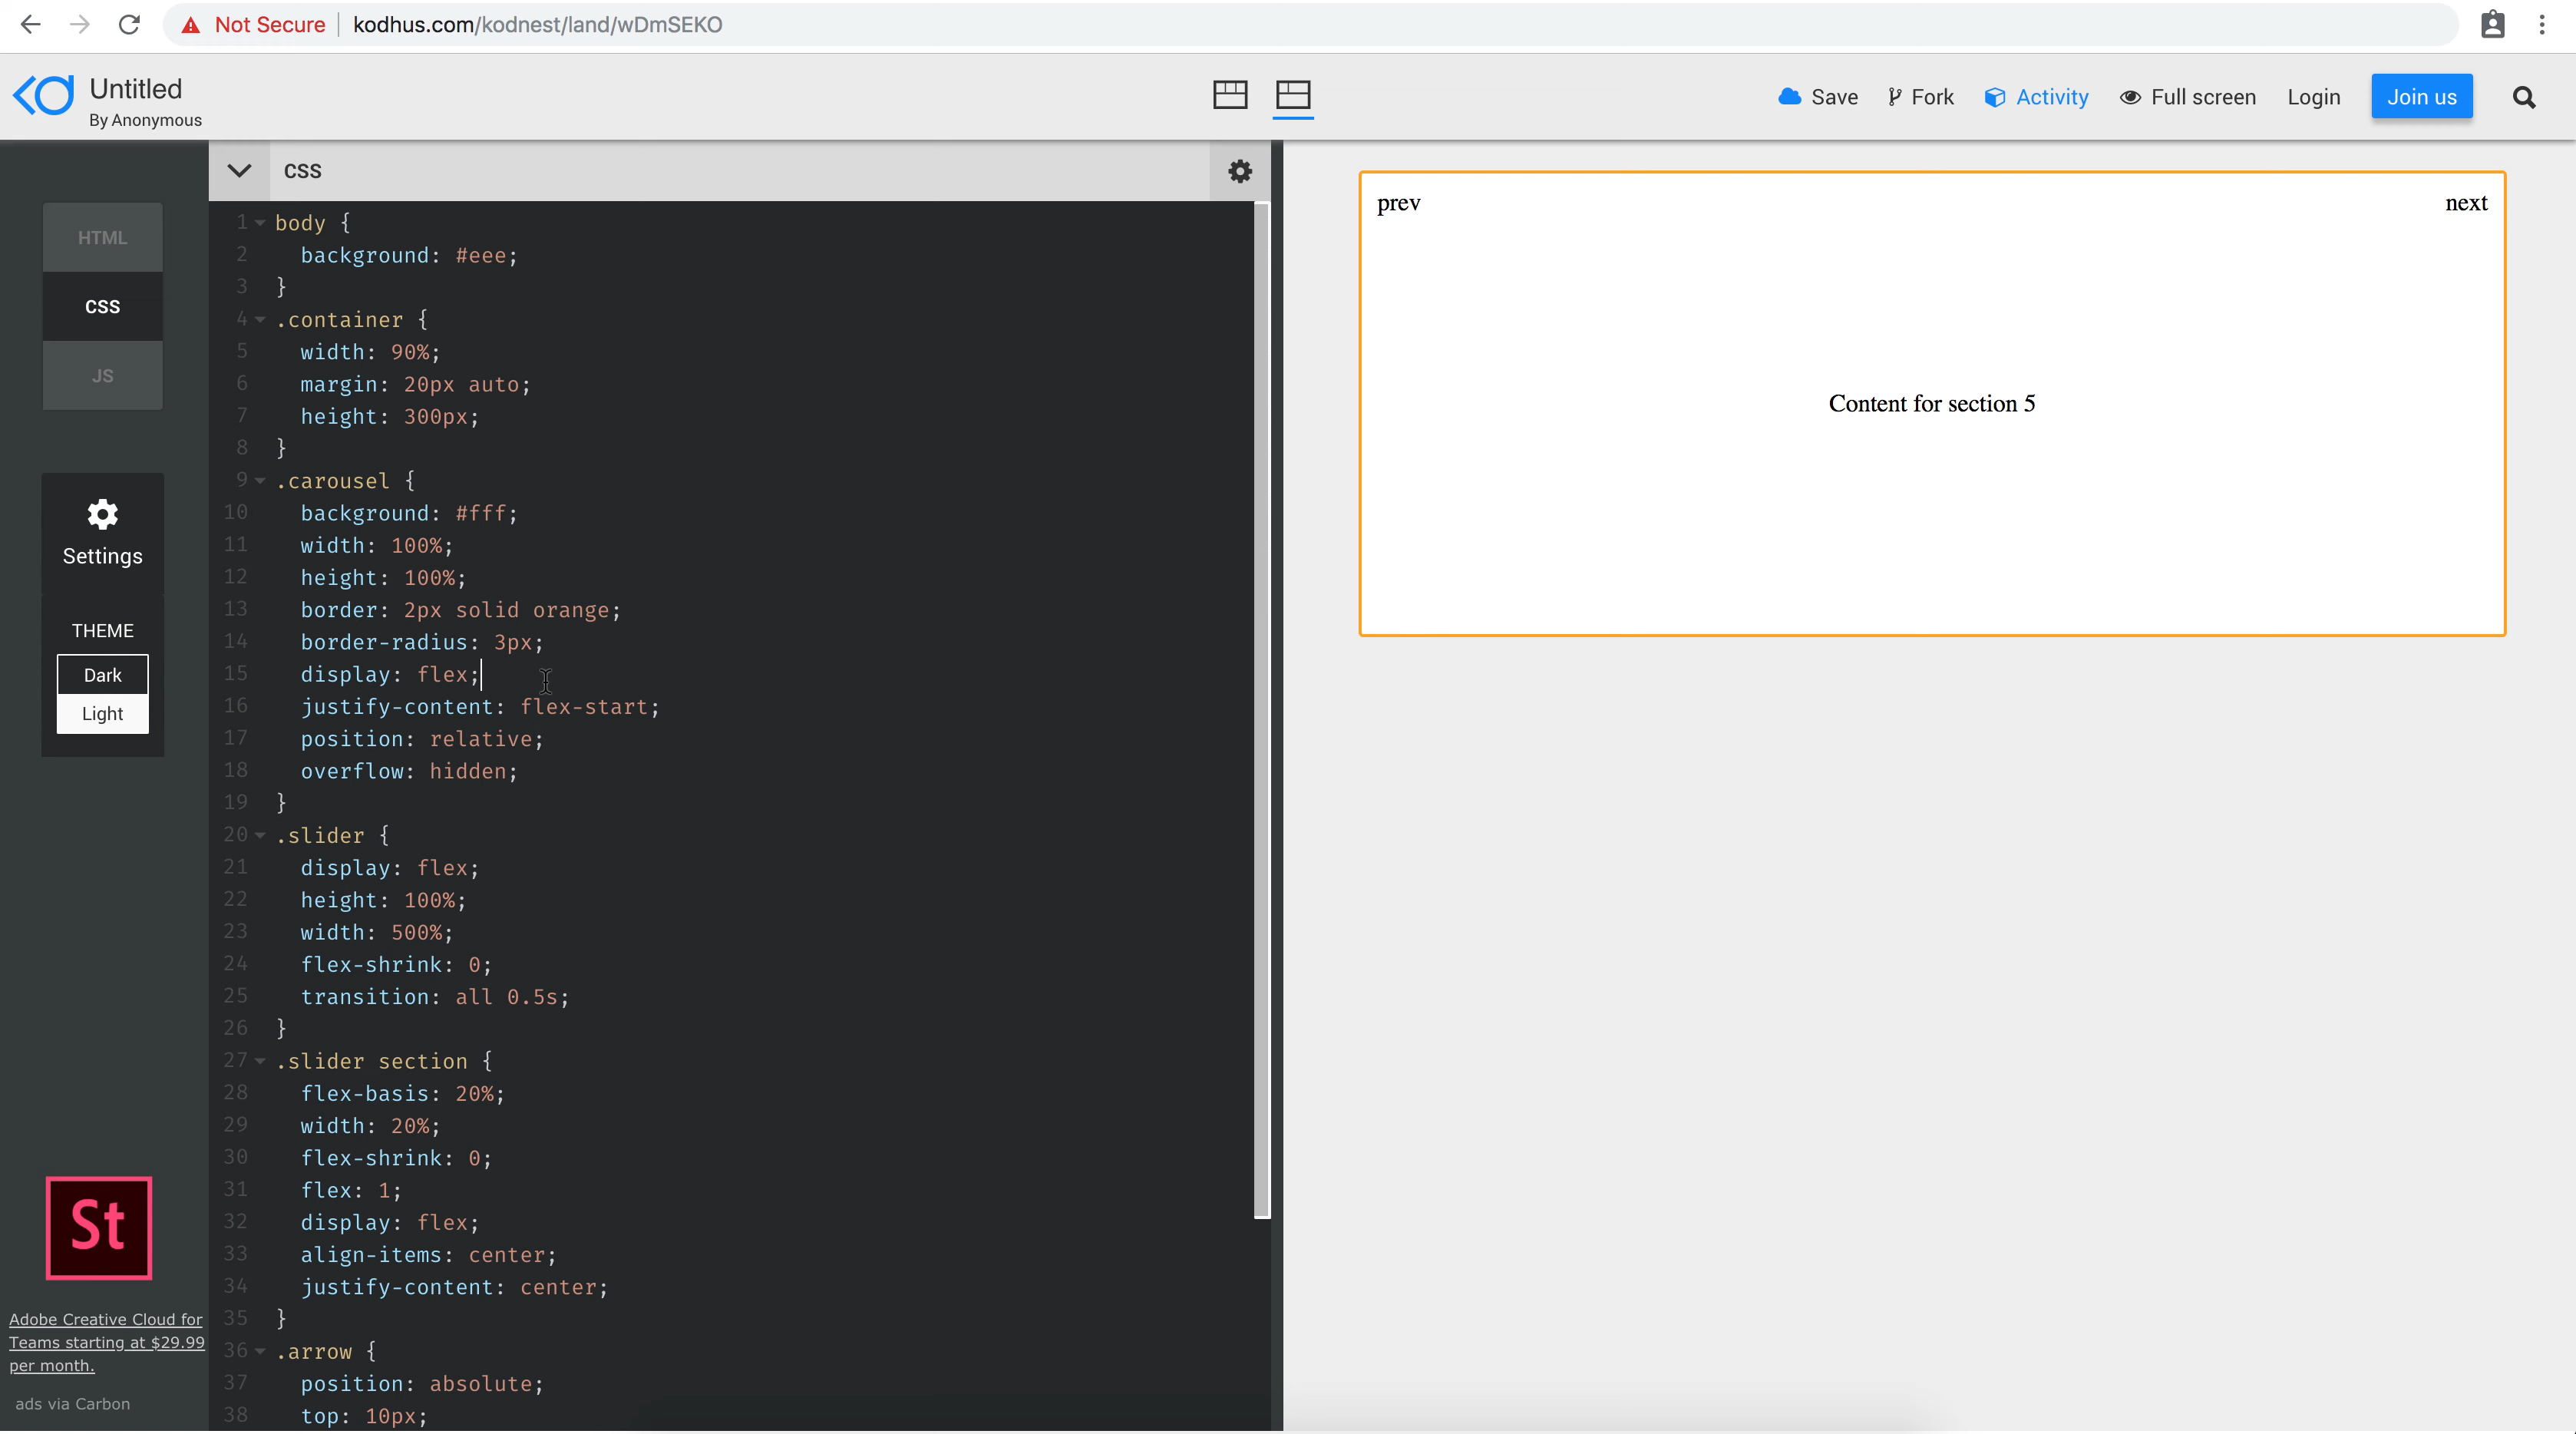 Not Secure kodhus.com/kodnest/land/wDmSEKO
Untitled
By Anonymous
Save Fork Activity Full screen Login Join us
HTML
CSS
JS
Settings
THEME
Dark
Light
St
Adobe Creative Cloud for
Teams starting at $29.99
per month.
ads via Carbon
CSS
1 body {
2 background: #eee;
3 }
4 .container {
5 width: 90%;
6 margin: 20px auto;
7 height: 300px;
8 }
9 .carousel {
10 background: #fff;
11 width: 100%;
12 height: 100%;
13 border: 2px solid orange;
14 border-radius: 3px;
15 display: flex;
16 justify-content: flex-start;
17 position: relative;
18 overflow: hidden;
19 }
20 .slider {
21 display: flex;
22 height: 100%;
23 width: 500%;
24 flex-shrink: 0;
25 transition: all 0.5s;
26 }
27 .slider section {
28 flex-basis: 20%;
29 width: 20%;
30 flex-shrink: 0;
31 flex: 1;
32 display: flex;
33 align-items: center;
34 justify-content: center;
35 }
36 .arrow {
37 position: absolute;
38 top: 10px;
prev next
Content for section 5